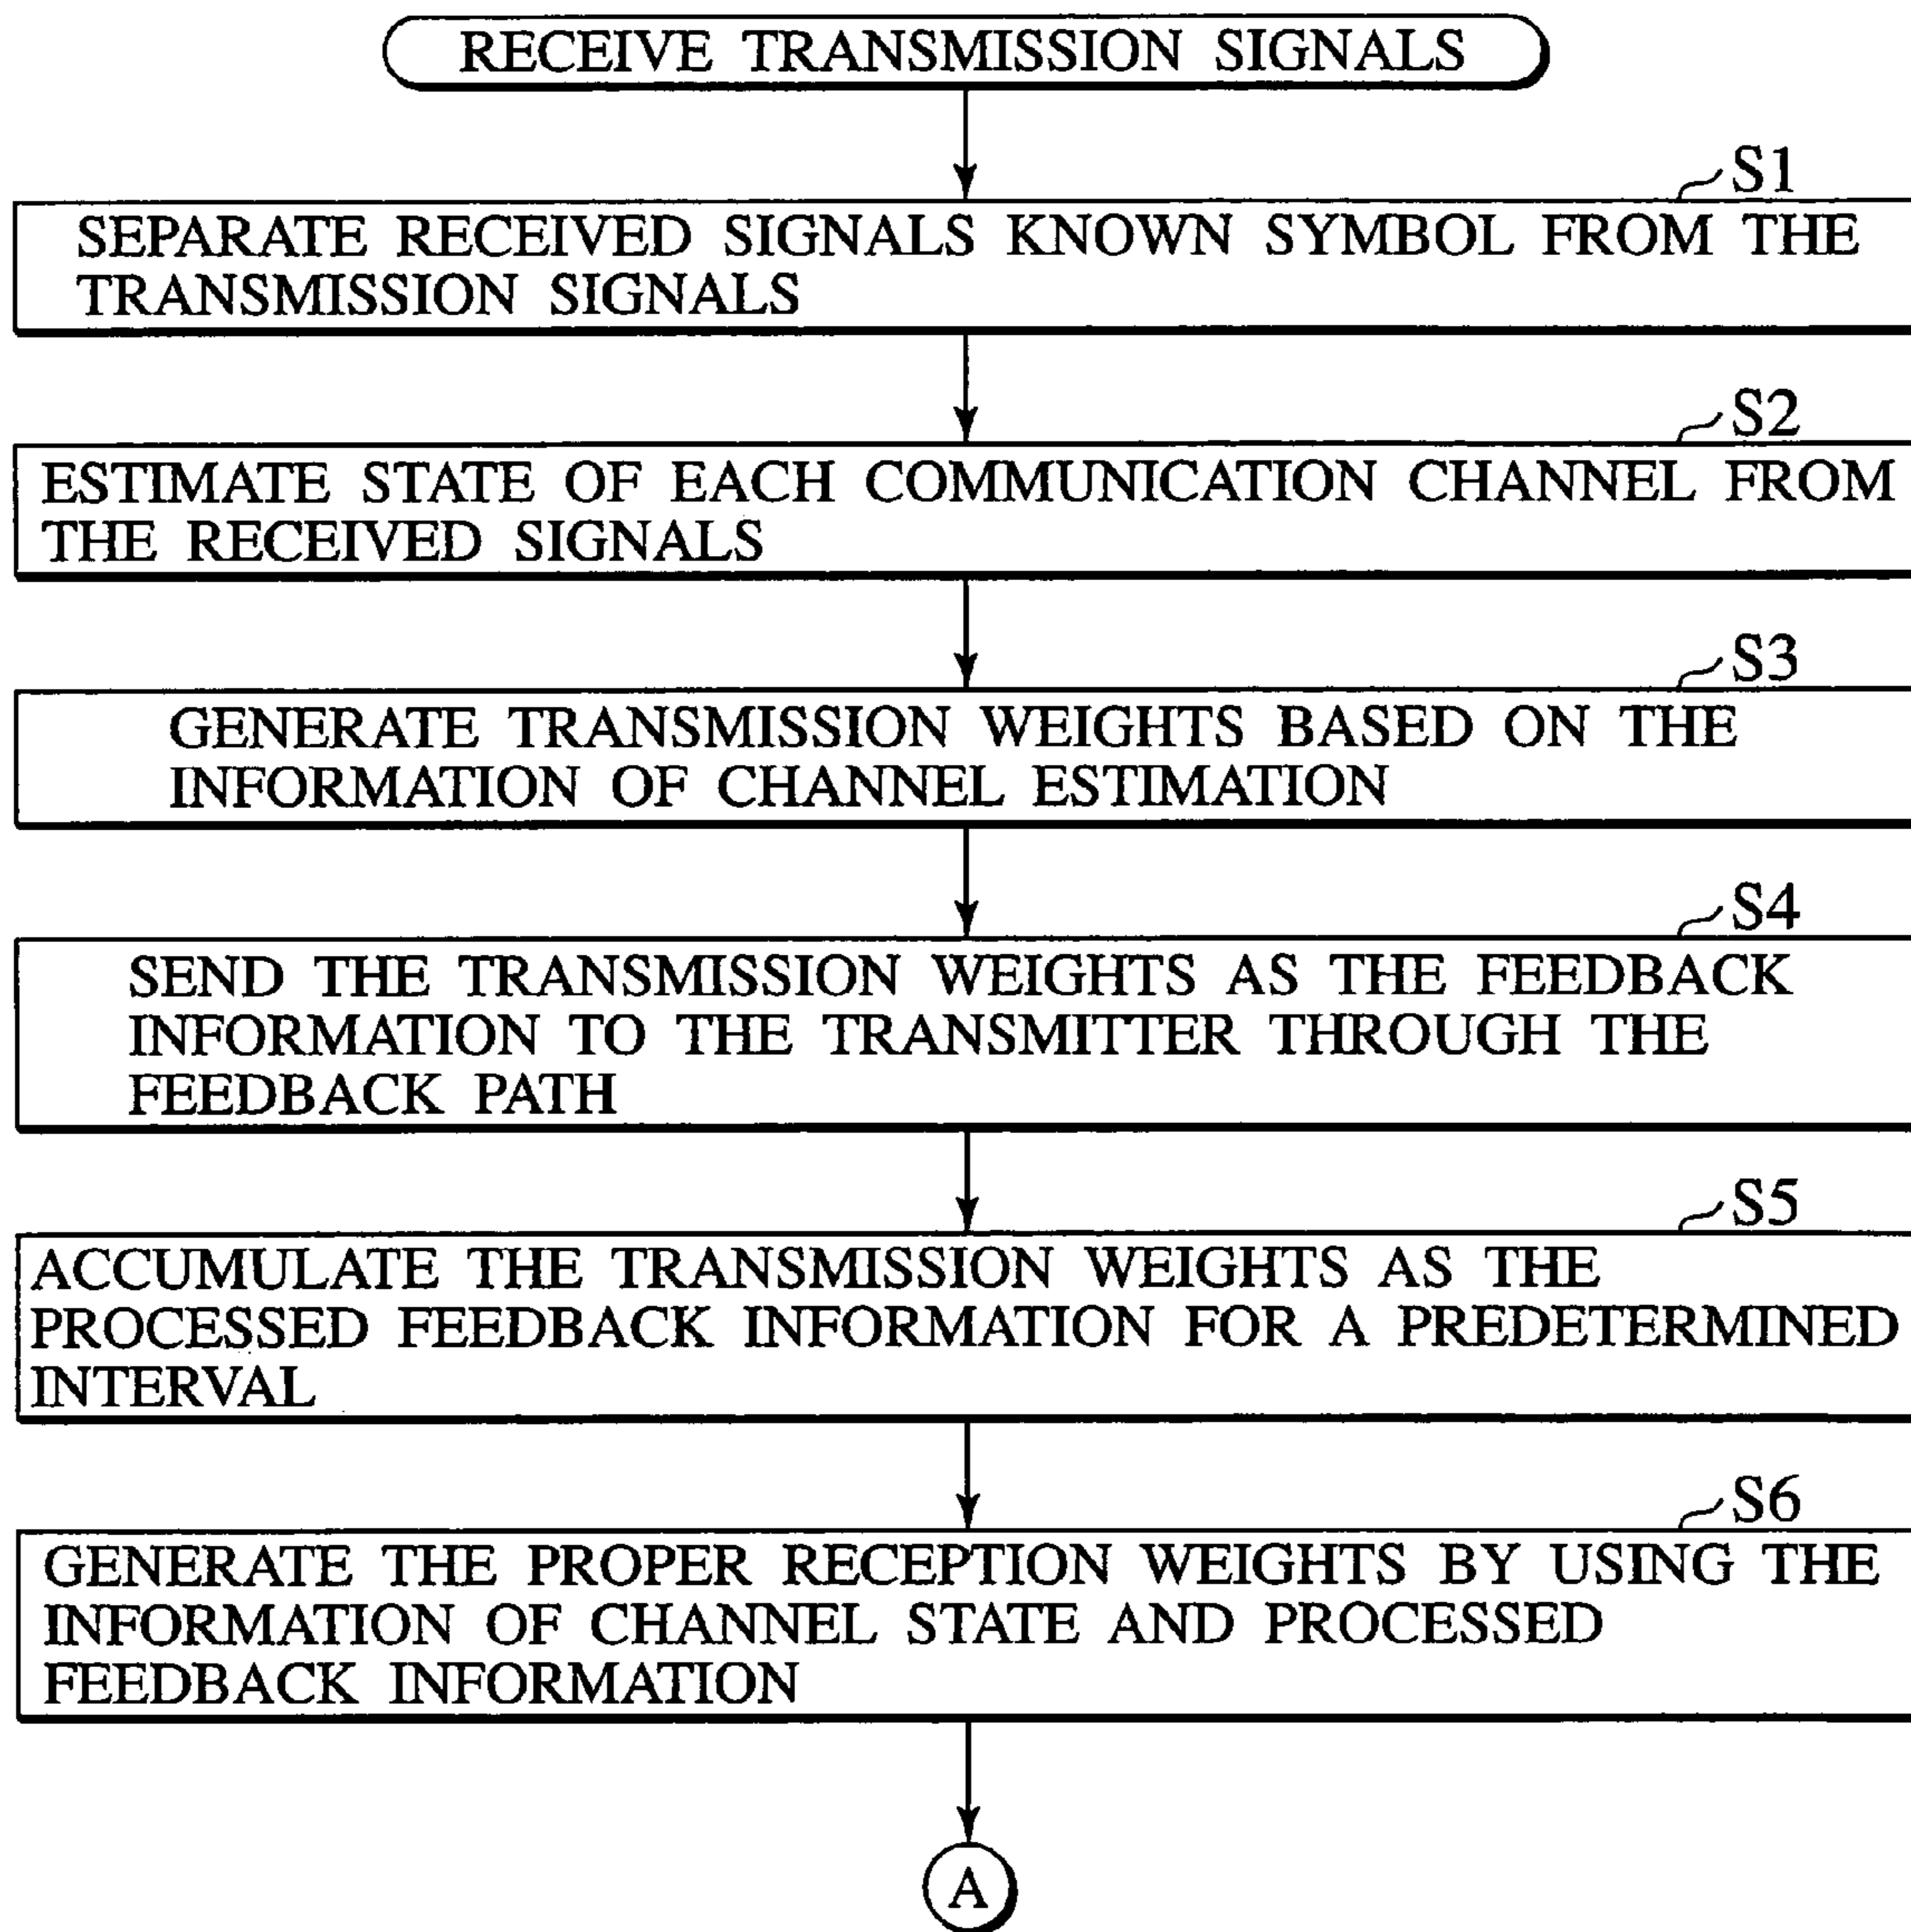 RECEIVE TRANSMISSION SIGNALS
S1
SEPARATE RECEIVED SIGNALS KNOWN SYMBOL FROM THE
TRANSMISSION SIGNALS
S2
ESTIMATE STATE OF EACH COMMUNICATION CHANNEL FROM
THE RECEIVED SIGNALS
S3
GENERATE TRANSMISSION WEIGHTS BASED ON THE
INFORMATION OF CHANNEL ESTIMATION
S4
SEND THE TRANSMISSION WEIGHTS AS THE FEEDBACK
INFORMATION TO THE TRANSMITTER THROUGH THE
FEEDBACK PATH
S5
ACCUMULATE THE TRANSMISSION WEIGHTS AS THE
PROCESSED FEEDBACK INFORMATION FOR A PREDETERMINED
INTERVAL
S6
GENERATE THE PROPER RECEPTION WEIGHTS BY USING THE
INFORMATION OF CHANNEL STATE AND PROCESSED
FEEDBACK INFORMATION
A